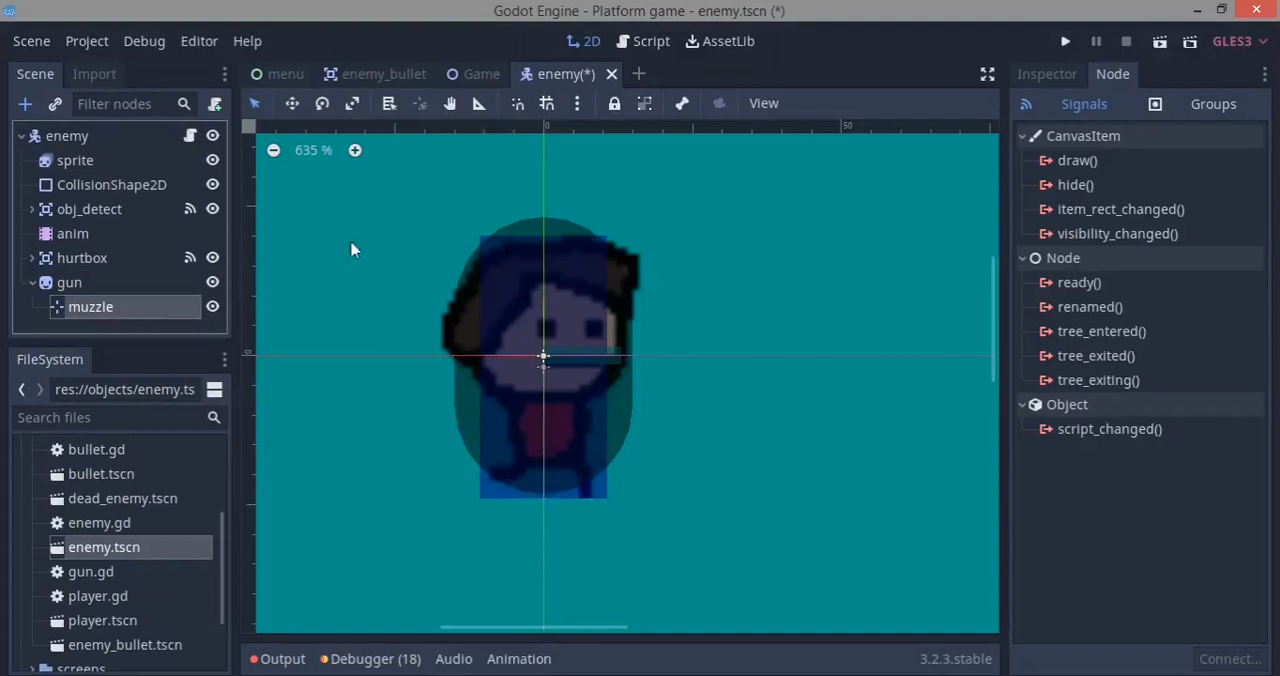 Godot Engine - Platform game - enemy.tscn (*)
Scene Project Debug Editor Help
2D Script AssetLib
GLES3
Scene Import
menu enemy_bullet Game enemy(*)
Inspector Node
Filter nodes
View
Signals Groups
enemy
sprite
CollisionShape2D
obj_detect
anim
hurtbox
gun
muzzle
0 50
635 %
0
CanvasItem
draw()
hide()
item_rect_changed()
visibility_changed()
Node
ready()
renamed()
tree_entered()
tree_exited()
tree_exiting()
Object
script_changed()
FileSystem
res://objects/enemy.ts
Search files
bullet.gd
bullet.tscn
dead_enemy.tscn
enemy.gd
enemy.tscn
gun.gd
player.gd
player.tscn
enemy_bullet.tscn
screens
Output Debugger (18) Audio Animation
3.2.3.stable
Connect...